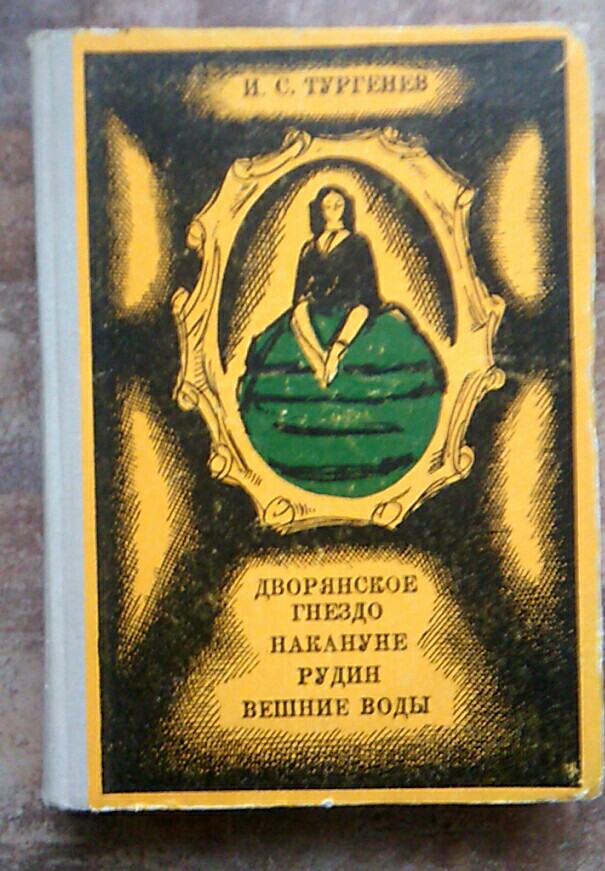 И. С. ТУРГЕНЕВ
ДВОРЯНСКОЕ
ГНЕЗДО
НАКАНУНЕ
РУДИН
ВЕШНИЕ ВОДЫ